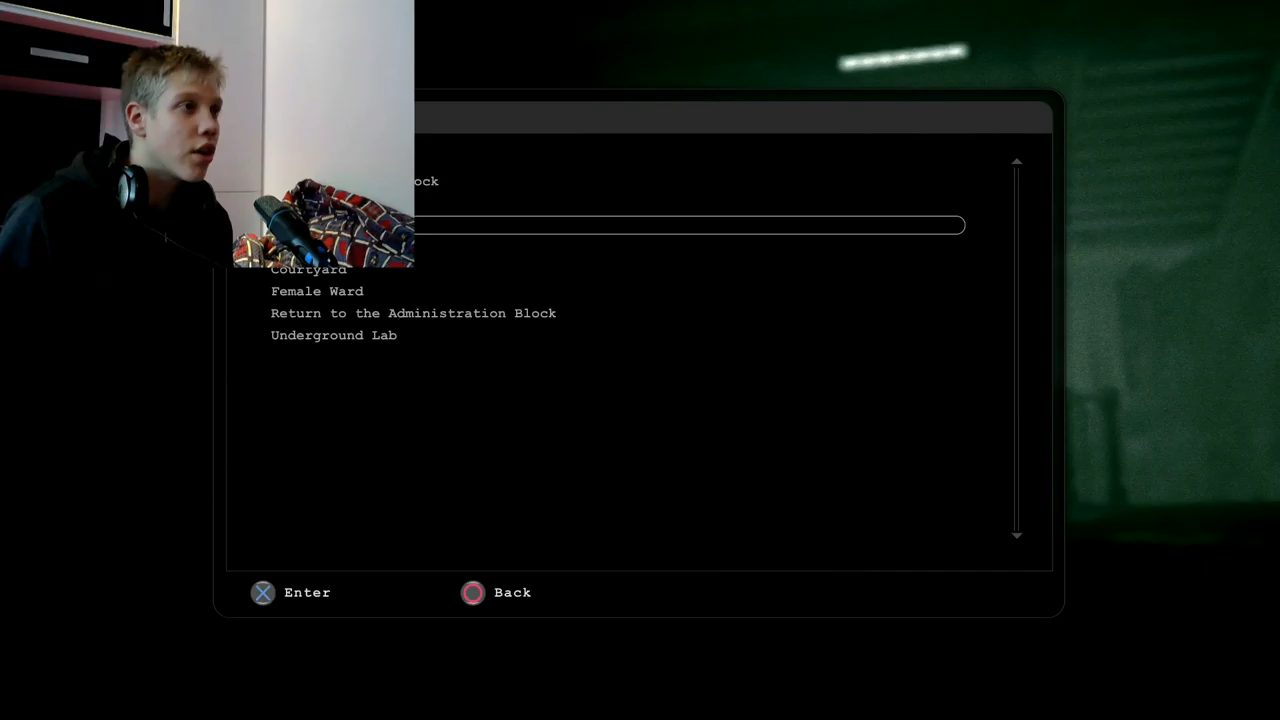 ock
Courtyard
Female Ward
Return to the Administration Block
Underground Lab
Enter Back